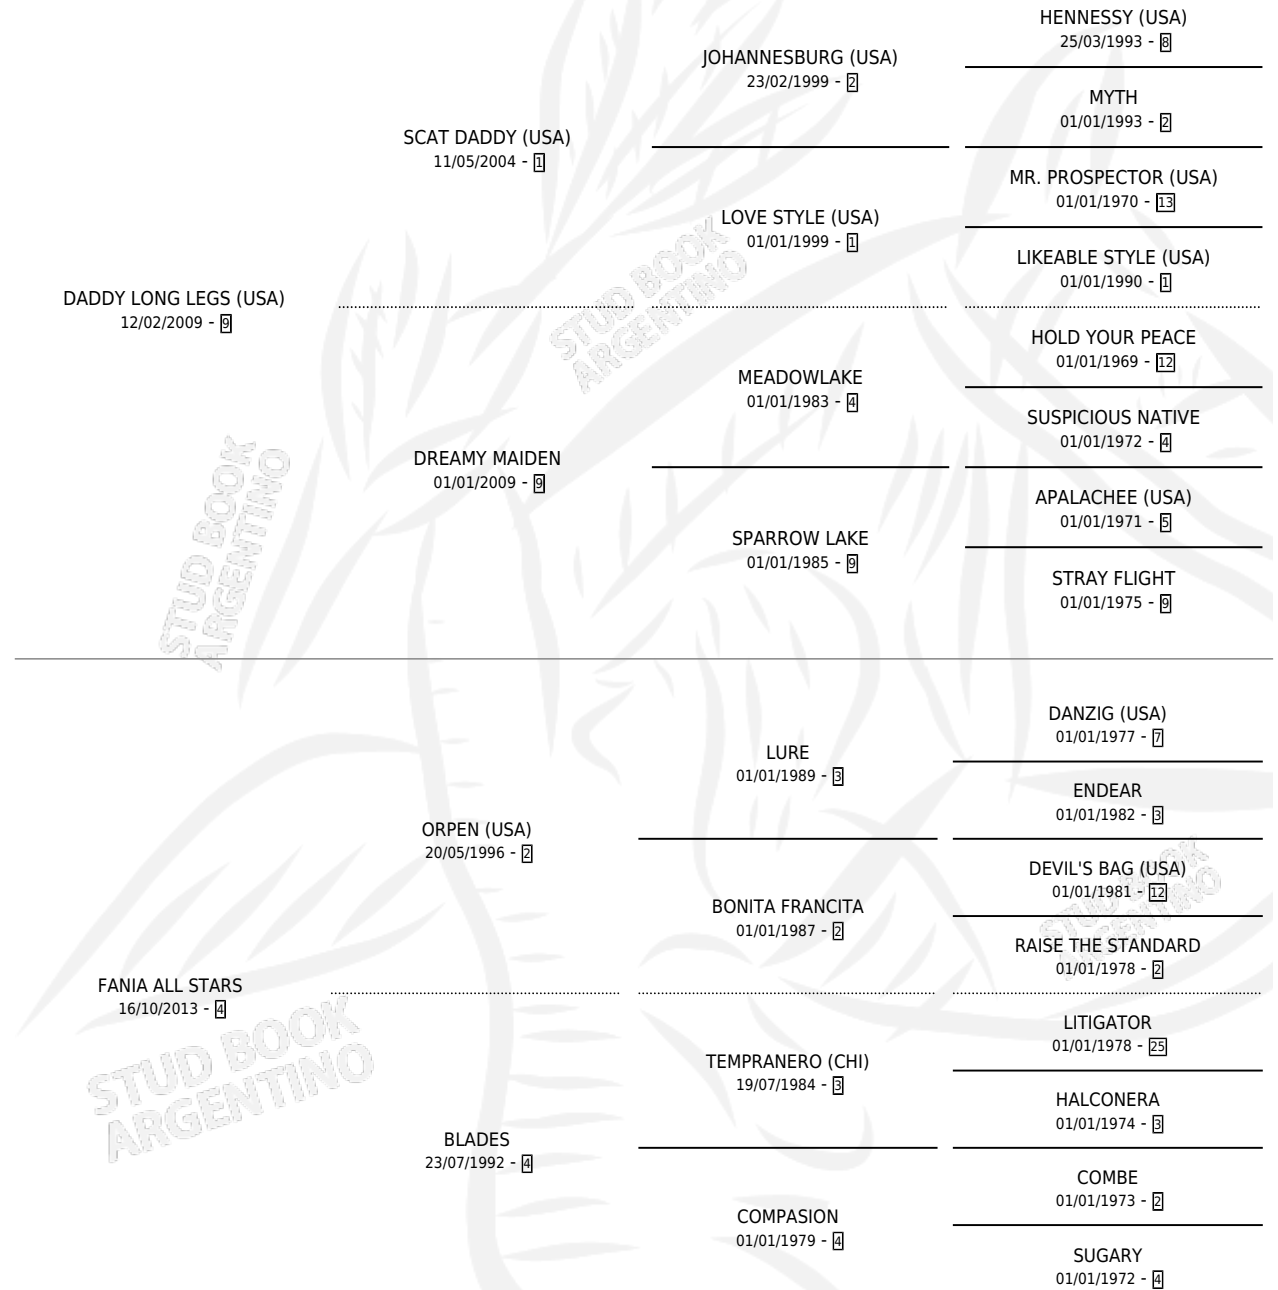 HENNESSY (USA)
25/03/1993 - 8
JOHANNESBURG (USA)
23/02/1999 - 2
MYTH
01/01/1993 - 2
SCAT DADDY (USA)
11/05/2004 - 1
MR. PROSPECTOR (USA)
01/01/1970 - 13
LOVE STYLE (USA)
01/01/1999 - 1
LIKEABLE STYLE (USA)
01/01/1990 - 1
DADDY LONG LEGS (USA)
12/02/2009 - 9
STUD BOOK
ARGENTINO
HOLD YOUR PEACE
01/01/1969 - 12
MEADOWLAKE
01/01/1983 - 4
SUSPICIOUS NATIVE
01/01/1972 - 4
DREAMY MAIDEN
01/01/2009 - 9
APALACHEE (USA)
01/01/1971 - 5
SPARROW LAKE
01/01/1985 - 9
STRAY FLIGHT
01/01/1975 - 9
STUD BOOK
ARGENTINO
DANZIG (USA)
01/01/1977 - 7
LURE
01/01/1989 - 3
ENDEAR
01/01/1982 - 3
ORPEN (USA)
20/05/1996 - 2
DEVIL'S BAG (USA)
01/01/1981 - 12
BONITA FRANCITA
01/01/1987 - 2
STUD BOOK
ARGENTINO
RAISE THE STANDARD
01/01/1978 - 2
FANIA ALL STARS
16/10/2013 - 4
LITIGATOR
01/01/1978 - 25
TEMPRANERO (CHI)
19/07/1984 - 3
HALCONERA
01/01/1974 - 3
STUD BOOK
ARGENTINO
BLADES
23/07/1992 - 4
COMBE
01/01/1973 - 2
COMPASION
01/01/1979 - 4
SUGARY
01/01/1972 - 4